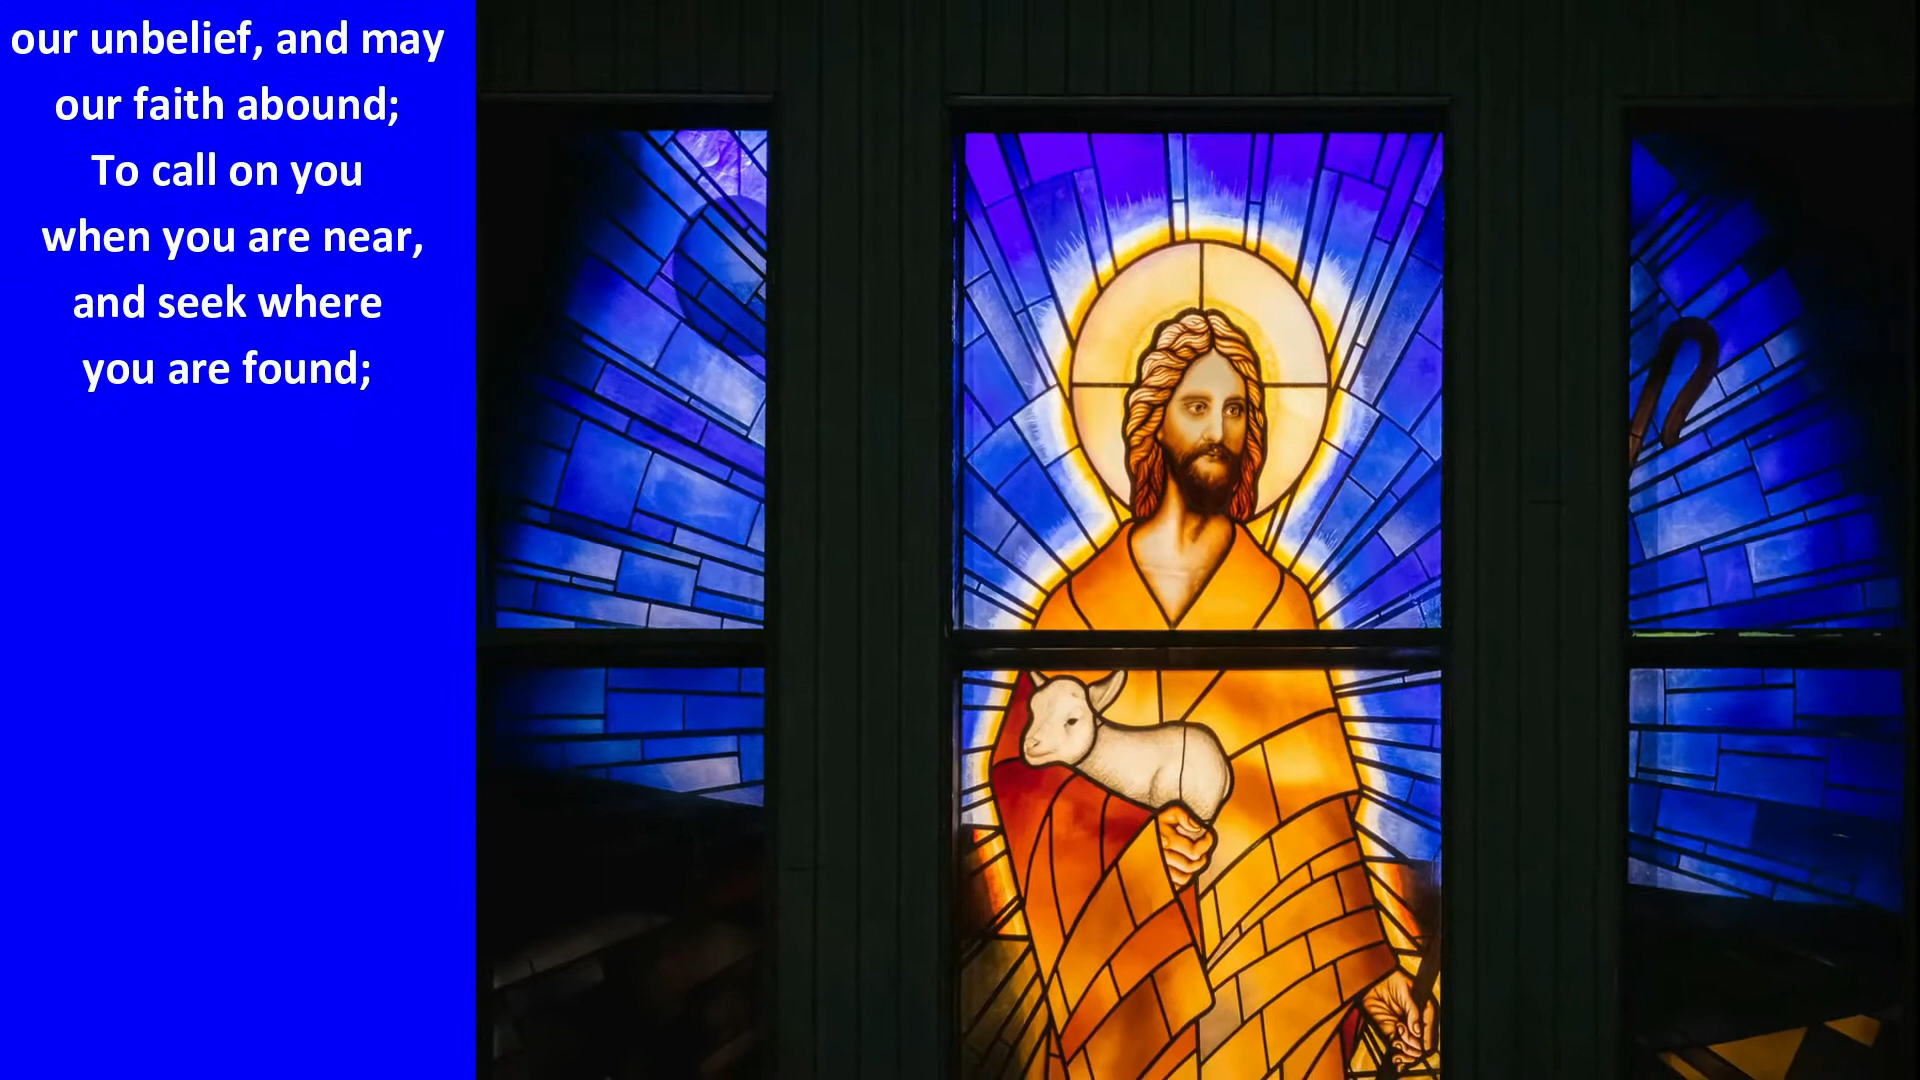 our unbelief, and may
our faith abound;
To call on you
when you are near,
and seek where
you are found;